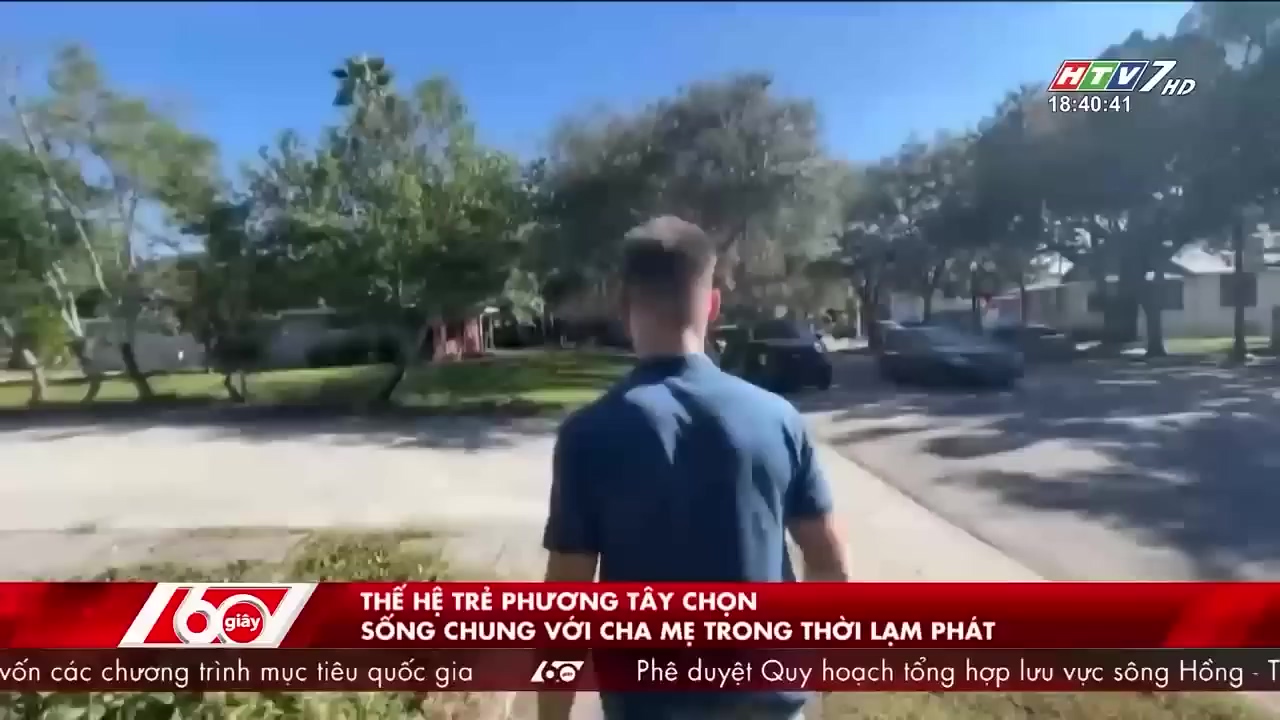 HTV7 HD
18:40:41
60 giây
THẾ HỆ TRẺ PHƯƠNG TÂY CHỌN
SỐNG CHUNG VỚI CHA MẸ TRONG THỜI LẠM PHÁT
vốn các chương trình mục tiêu quốc gia 60 giây Phê duyệt Quy hoạch tổng hợp lưu vực sông Hồng - T